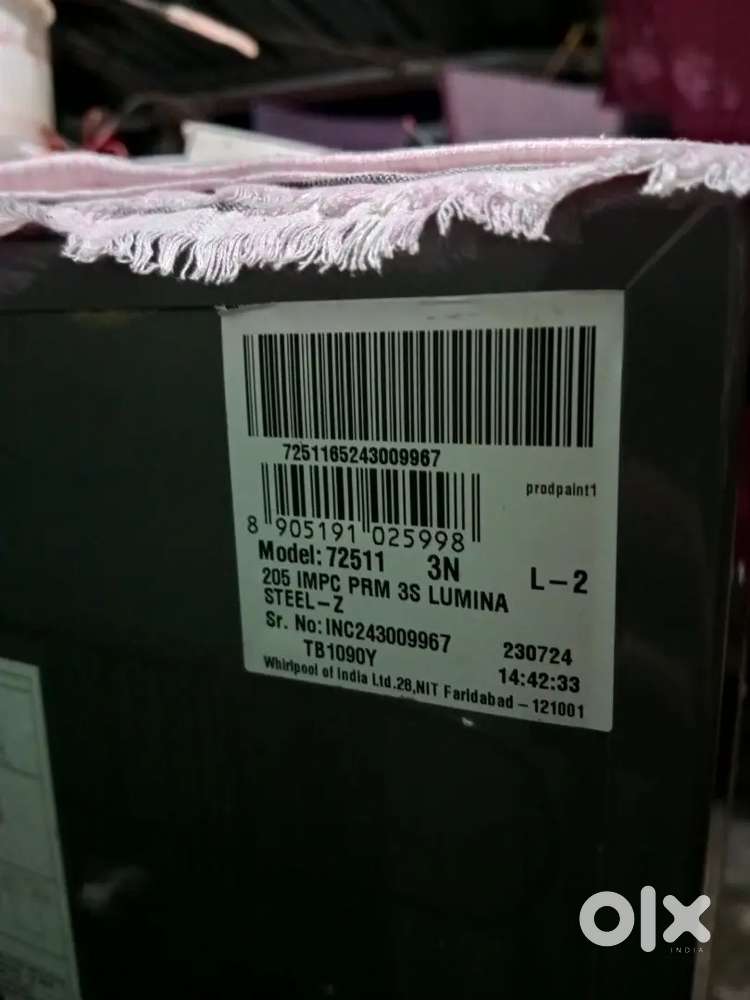 7251165243009967
prodpaint1
8 905191 025998
Model: 72511 3N L-2
205 IMPC PRM 3S LUMINA
STEEL-Z
Sr. No: INC243009967 230724
TB1090Y 14:42:33
Whirlpool of India Ltd.28,NIT Faridabad - 121001
olx
INDIA